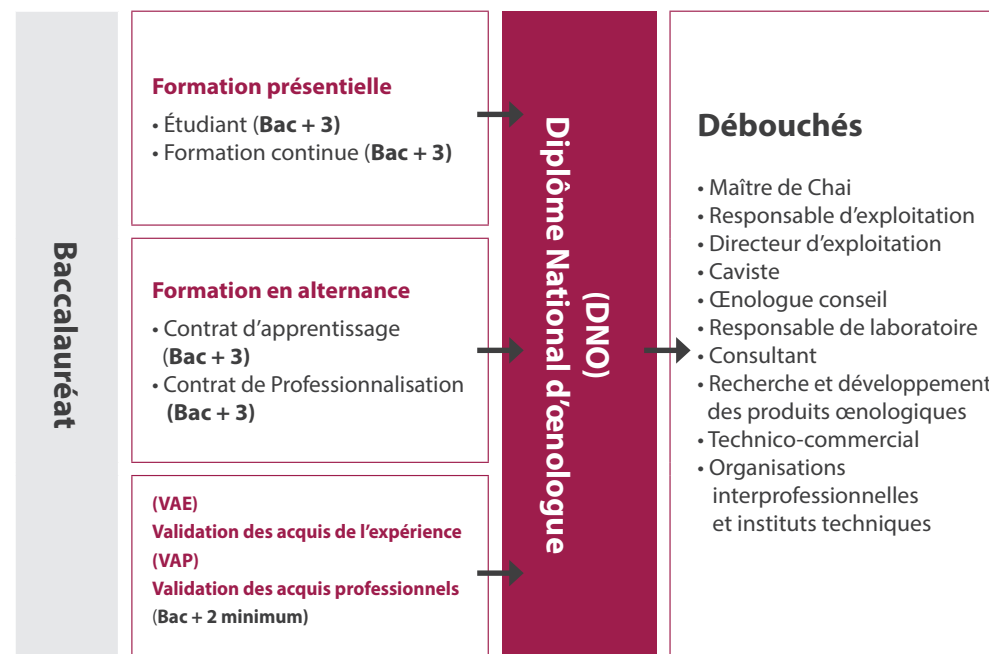 Baccalauréat
Formation présentielle
• Étudiant (Bac + 3)
• Formation continue (Bac + 3)
Formation en alternance
• Contrat d'apprentissage
(Bac + 3)
• Contrat de Professionnalisation
(Bac + 3)
(VAE)
Validation des acquis de l'expérience
(VAP)
Validation des acquis professionnels
(Bac + 2 minimum)
Diplôme National d'œnologue
(DNO)
Débouchés
• Maître de Chai
• Responsable d'exploitation
• Directeur d'exploitation
• Caviste
• Œnologue conseil
• Responsable de laboratoire
• Consultant
• Recherche et développement
des produits œnologiques
• Technico-commercial
• Organisations
interprofessionnelles
et instituts techniques